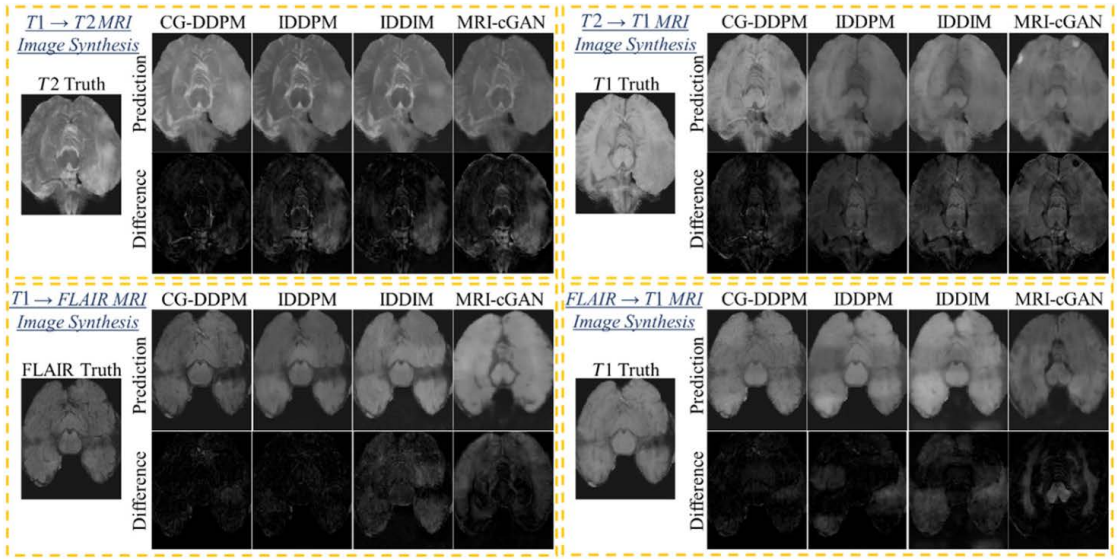 T1 → T2 MRI
Image Synthesis
CG-DDPM IDDPM IDDIM MRI-cGAN
T2 Truth
Prediction
Difference
T2 → T1 MRI
Image Synthesis
CG-DDPM IDDPM IDDIM MRI-cGAN
T1 Truth
Prediction
Difference
T1 → FLAIR MRI
Image Synthesis
CG-DDPM IDDPM IDDIM MRI-cGAN
FLAIR Truth
Prediction
Difference
FLAIR → T1 MRI
Image Synthesis
CG-DDPM IDDPM IDDIM MRI-cGAN
T1 Truth
Prediction
Difference